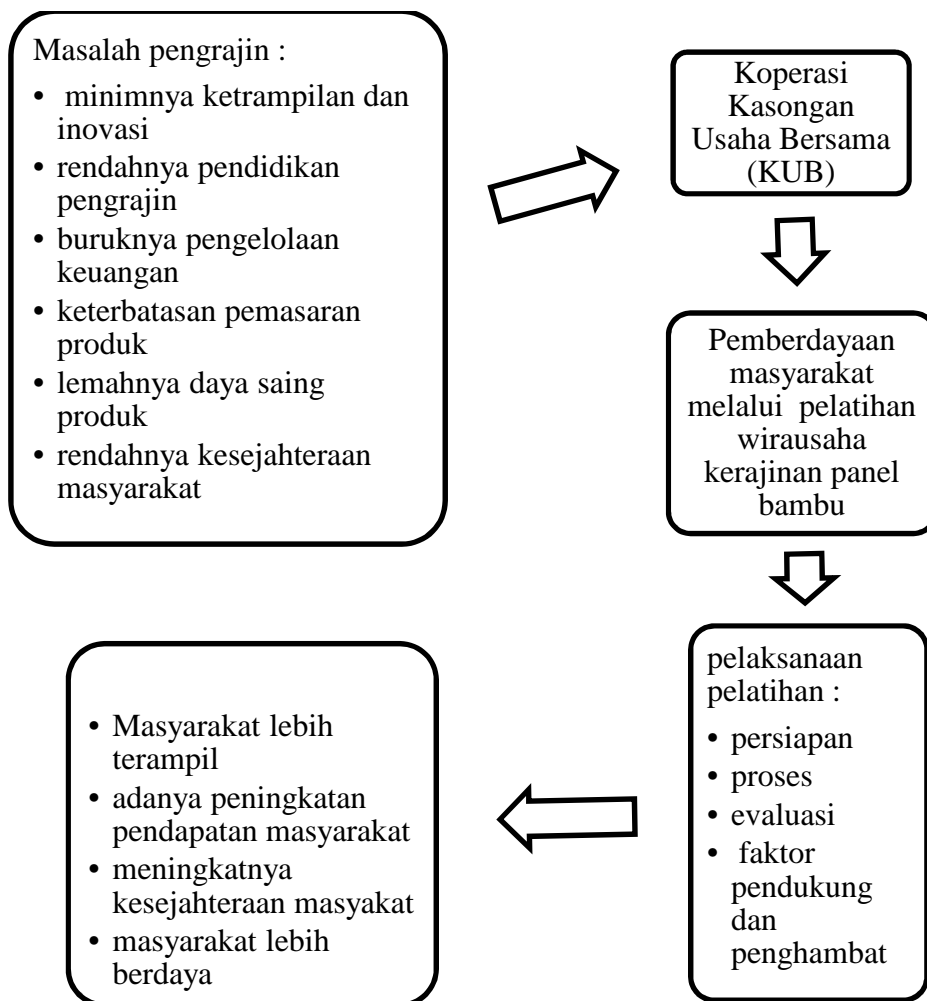 Masalah pengrajin :
• minimnya ketrampilan dan
inovasi
• rendahnya pendidikan
pengrajin
• buruknya pengelolaan
keuangan
• keterbatasan pemasaran
produk
• lemahnya daya saing
produk
• rendahnya kesejahteraan
masyarakat
Koperasi
Kasongan
Usaha Bersama
(KUB)
Pemberdayaan
masyarakat
melalui pelatihan
wirausaha
kerajinan panel
bambu
pelaksanaan
pelatihan :
• persiapan
• proses
• evaluasi
• faktor
pendukung
dan
penghambat
• Masyarakat lebih
terampil
• adanya peningkatan
pendapatan masyarakat
• meningkatnya
kesejahteraan masyakat
• masyarakat lebih
berdaya